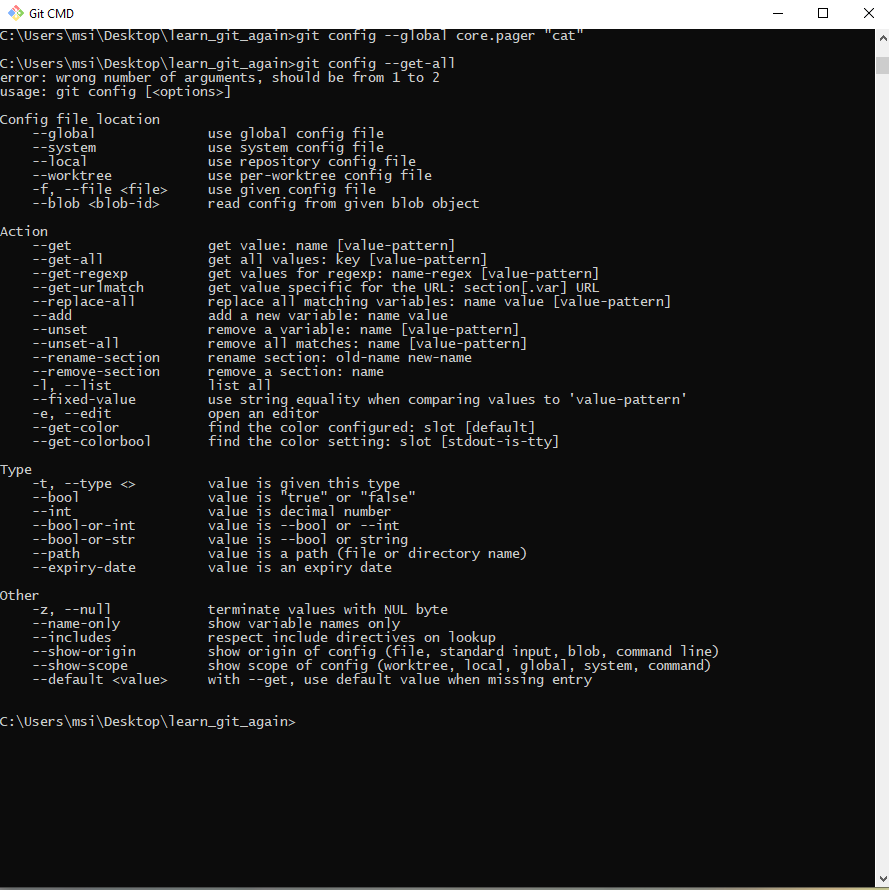 Git CMD
C:\Users\msi\Desktop\learn_git_again>git config --global core.pager "cat"
C:\Users\msi\Desktop\learn_git_again>git config --get-all
error: wrong number of arguments, should be from 1 to 2
usage: git config [<options>]
Config file location
    --global              use global config file
    --system              use system config file
    --local               use repository config file
    --worktree            use per-worktree config file
    -f, --file <file>     use given config file
    --blob <blob-id>      read config from given blob object
Action
    --get                 get value: name [value-pattern]
    --get-all             get all values: key [value-pattern]
    --get-regexp          get values for regexp: name-regex [value-pattern]
    --get-urlmatch        get value specific for the URL: section[.var] URL
    --replace-all         replace all matching variables: name value [value-pattern]
    --add                 add a new variable: name value
    --unset               remove a variable: name [value-pattern]
    --unset-all           remove all matches: name [value-pattern]
    --rename-section      rename section: old-name new-name
    --remove-section      remove a section: name
    -l, --list            list all
    --fixed-value         use string equality when comparing values to 'value-pattern'
    -e, --edit            open an editor
    --get-color           find the color configured: slot [default]
    --get-colorbool       find the color setting: slot [stdout-is-tty]
Type
    -t, --type <>         value is given this type
    --bool                value is "true" or "false"
    --int                 value is decimal number
    --bool-or-int         value is --bool or --int
    --bool-or-str         value is --bool or string
    --path                value is a path (file or directory name)
    --expiry-date         value is an expiry date
Other
    -z, --null            terminate values with NUL byte
    --name-only           show variable names only
    --includes            respect include directives on lookup
    --show-origin         show origin of config (file, standard input, blob, command line)
    --show-scope          show scope of config (worktree, local, global, system, command)
    --default <value>     with --get, use default value when missing entry
C:\Users\msi\Desktop\learn_git_again>